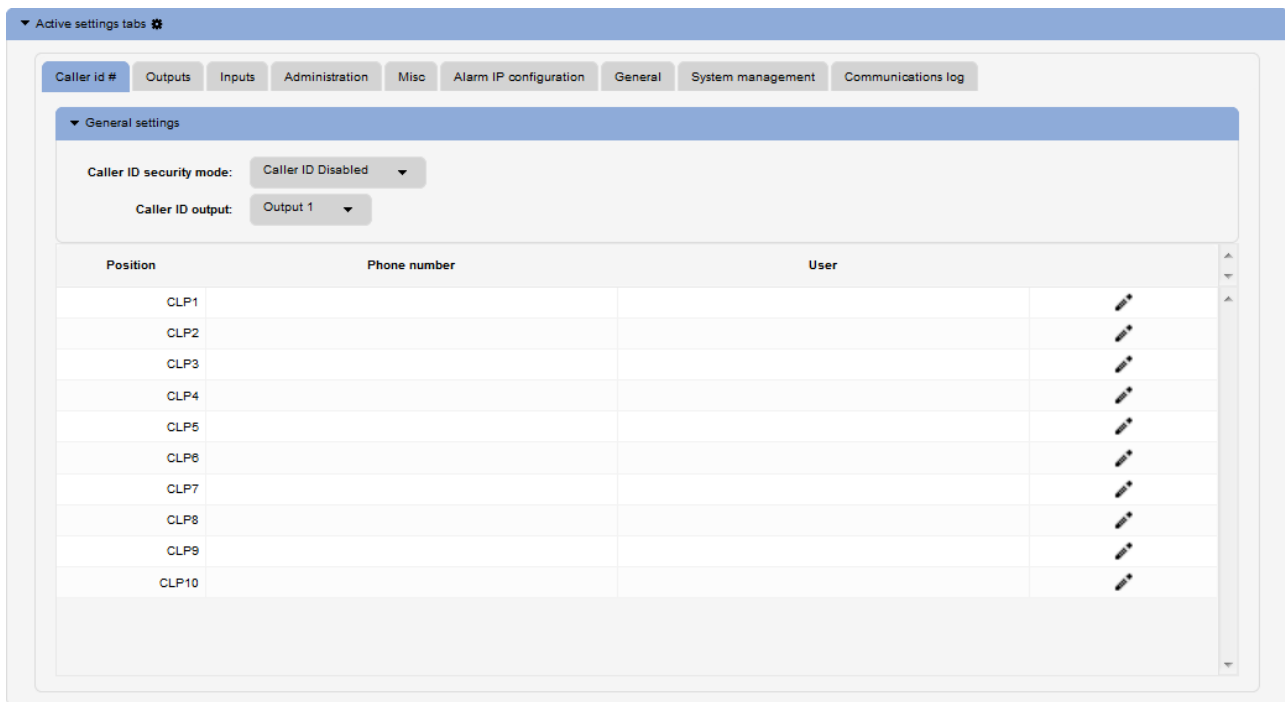 Active settings tabs
Caller id # Outputs Inputs Administration Misc Alarm IP configuration General System management Communications log
General settings
Caller ID security mode: Caller ID Disabled
Caller ID output: Output 1
Position Phone number User
CLP1
CLP2
CLP3
CLP4
CLP5
CLP6
CLP7
CLP8
CLP9
CLP10